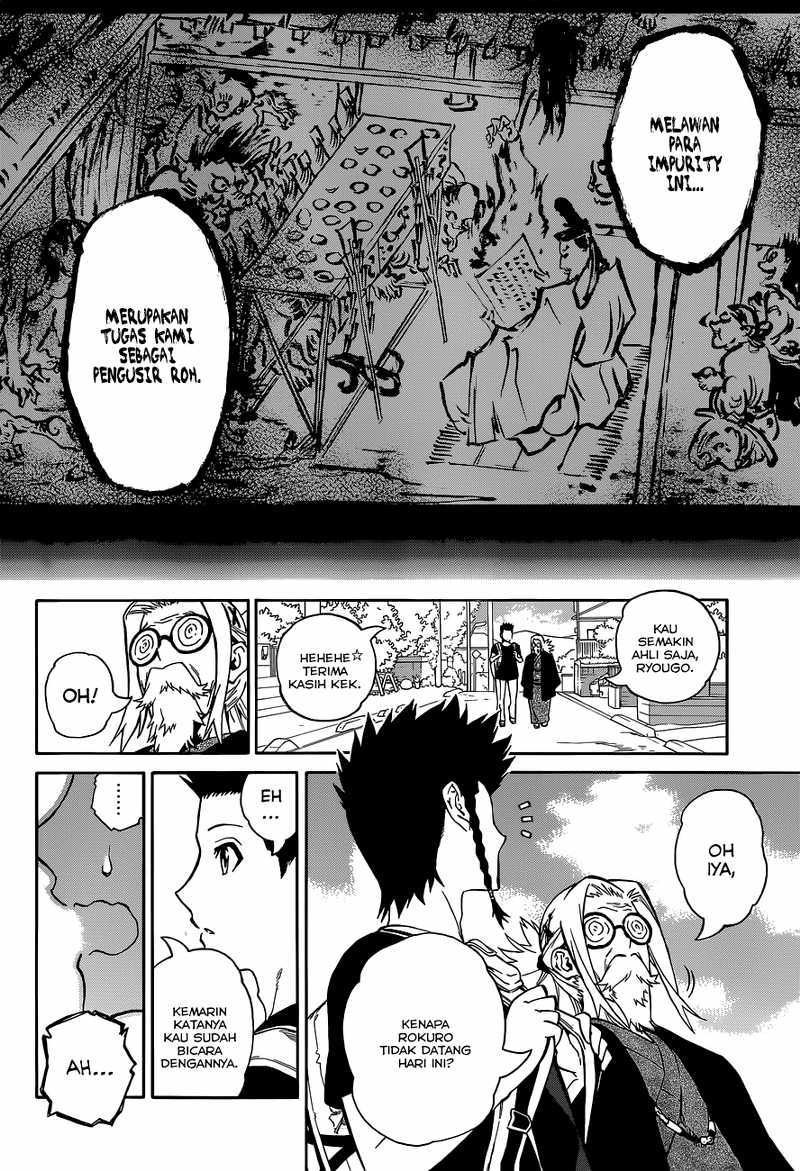 MELAWAN
PARA
IMPURITY
INI...
MERUPAKAN
TUGAS KAMI
SEBAGAI
PENGUSIR ROH.
KAU
SEMAKIN
AHLI SAJA,
RYOUGO.
HEHEHE☆
TERIMA
KASIH KEK.
OH!
OH
IYA,
KENAPA
ROKURO
TIDAK DATANG
HARI INI?
EH
...
KEMARIN
KATANYA
KAU SUDAH
BICARA
DENGANNYA.
......
AH...